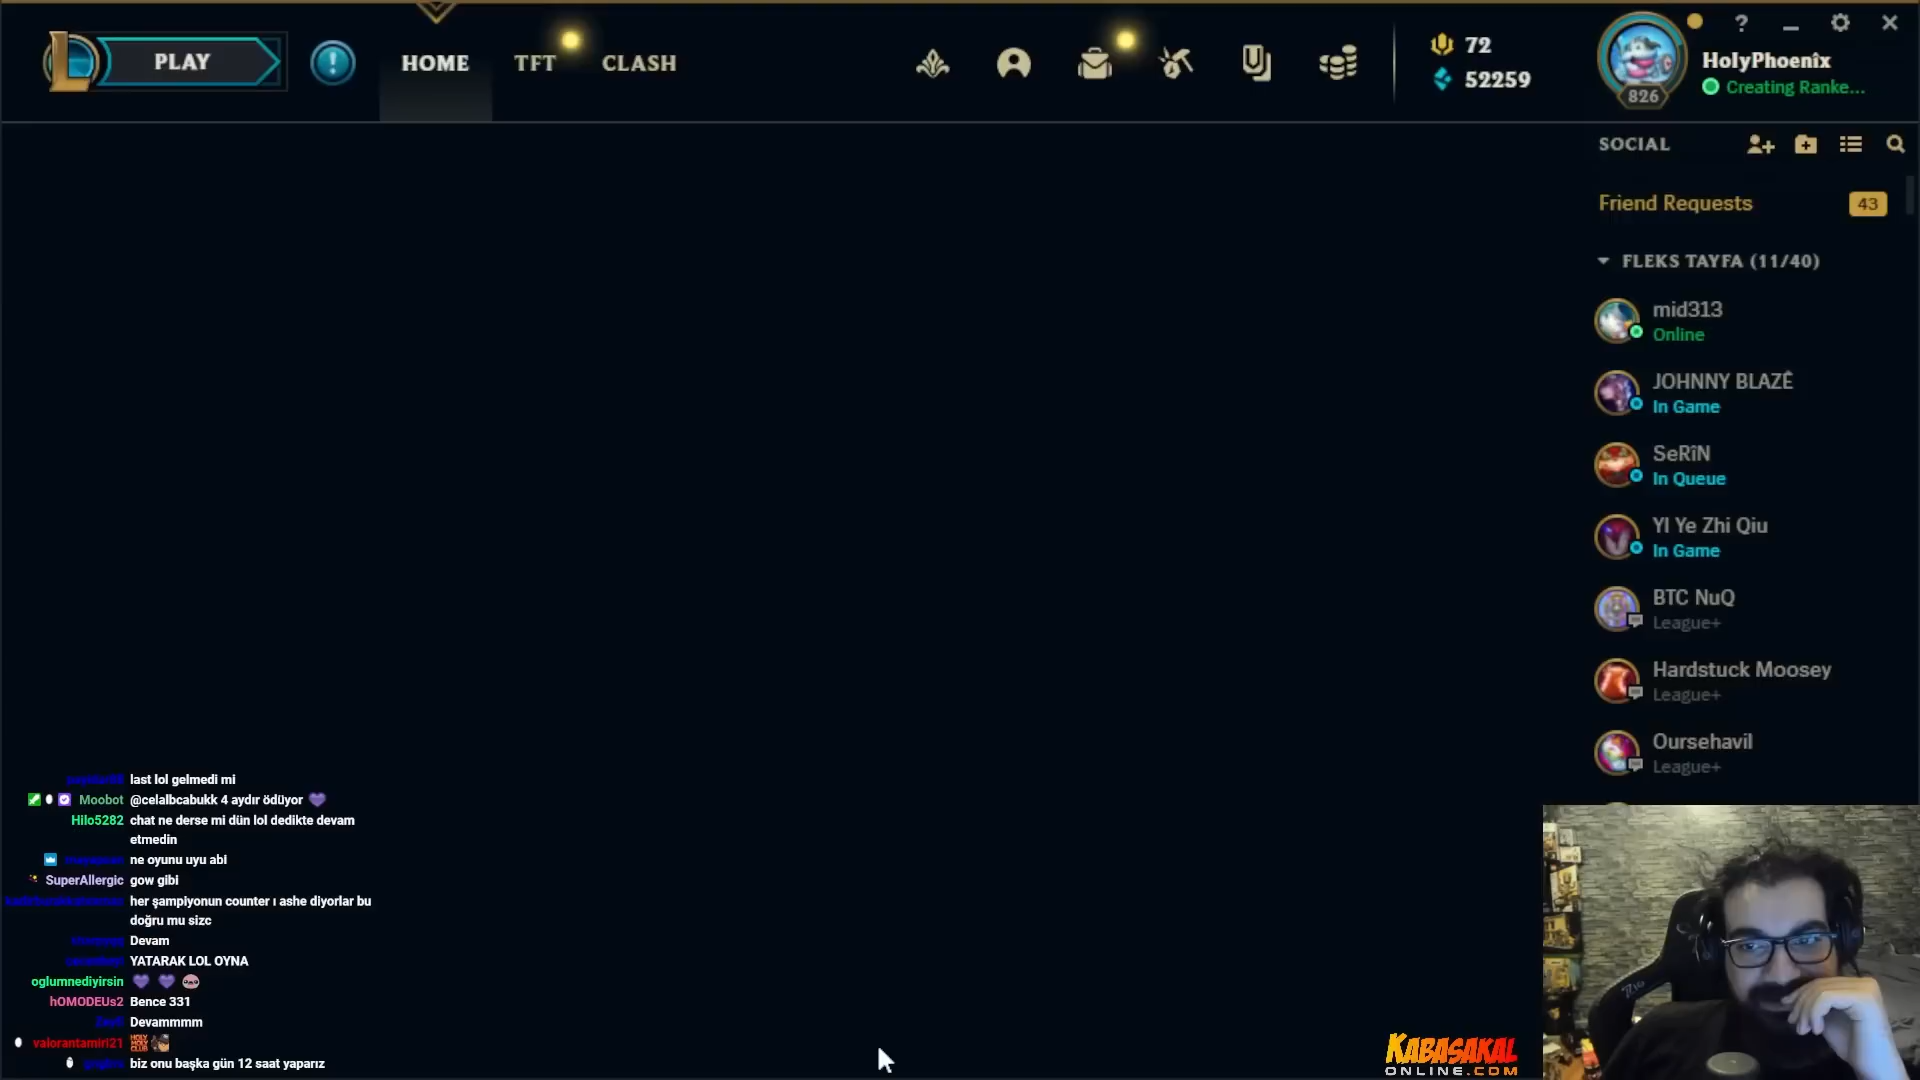 PLAY
HOME
TFT
CLASH
72
52259
826
HolyPhoenîx
Creating Ranke...
SOCIAL
Friend Requests
43
FLEKS TAYFA (11/40)
mid313
Online
JOHNNY BLAZÊ
In Game
SeRîN
In Queue
YI Ye Zhi Qiu
In Game
BTC NuQ
League+
Hardstuck Moosey
League+
Oursehavil
League+
last lol gelmedi mi
Moobot @celalbcabukk 4 aydır ödüyor
Hilo5282 chat ne derse mi dün lol dedikte devam
etmedin
ne oyunu uyu abi
SuperAllergic gow gibi
her şampiyonun counter ı ashe diyorlar bu
doğru mu sizc
Devam
YATARAK LOL OYNA
oglumnediyirsin
hOMODEUs2 Bence 331
Devammmm
valorantamiri21
biz onu başka gün 12 saat yaparız
KABASAKAL
ONLINE.COM